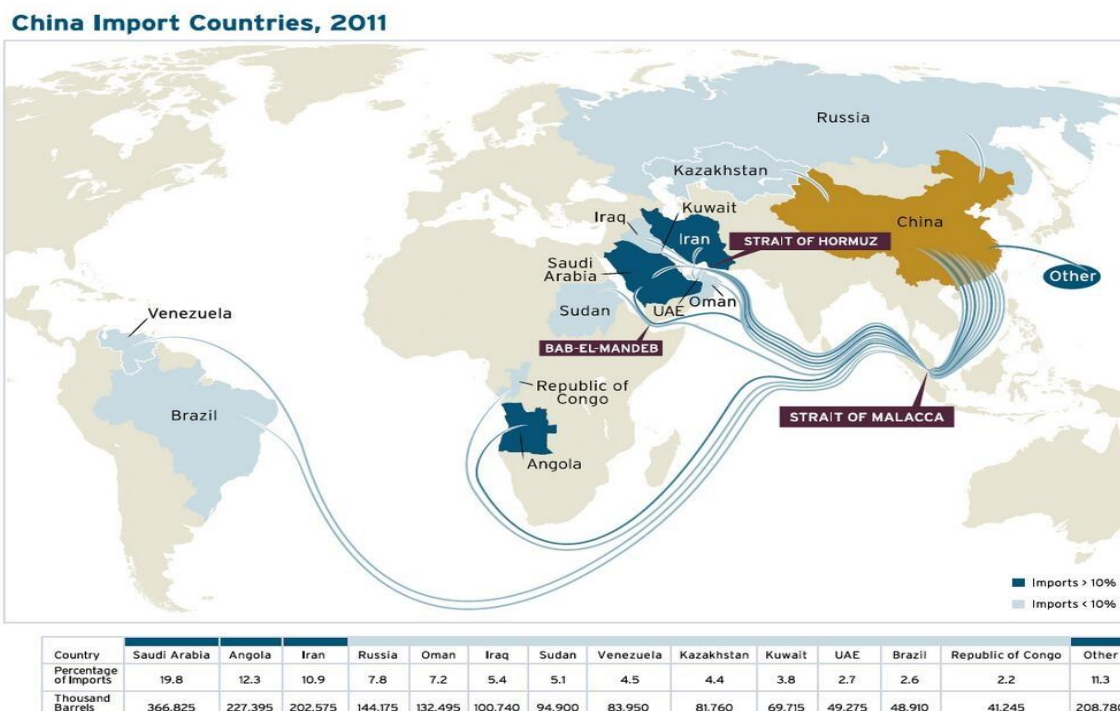 China Import Countries, 2011
Russia
Kazakhstan
Kuwait
Iraq
China
Iran
STRAIT OF HORMUZ
Saudi
Arabia
Other
Oman
UAE
Sudan
Venezuela
BAB-EL-MANDEB
Republic of
Congo
Brazil
STRAIT OF MALACCA
Angola
Imports > 10%
Imports < 10%
Country Saudi Arabia Angola Iran Russia Oman Iraq Sudan Venezuela Kazakhstan Kuwait UAE Brazil Republic of Congo Other
Percentage
of Imports 19.8 12.3 10.9 7.8 7.2 5.4 5.1 4.5 4.4 3.8 2.7 2.6 2.2 11.3
Thousand
Barrels 366,825 227,395 202,575 144,175 132,495 100,740 94,900 83,950 81,760 69,715 49,275 48,910 41,245 208,780